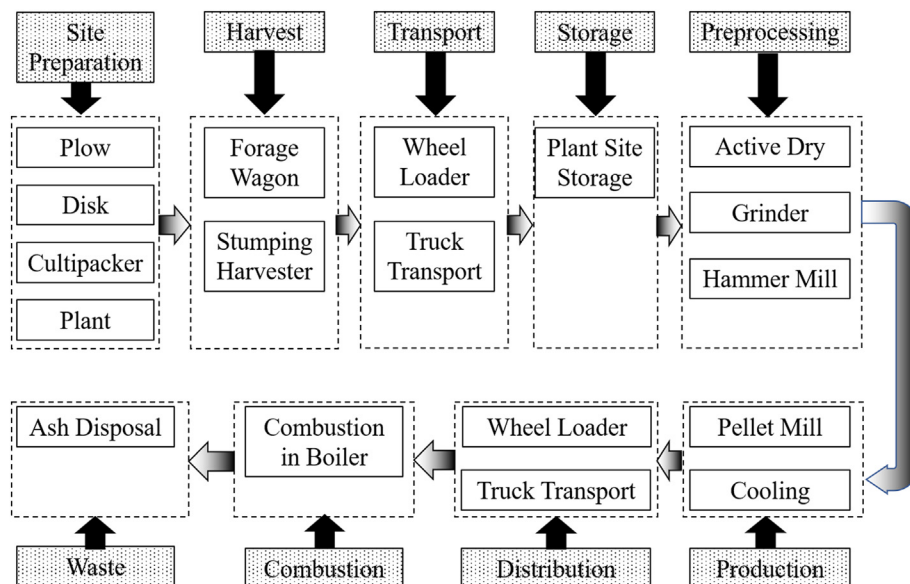 Site
Preparation
Harvest
Transport
Storage
Preprocessing
Plow
Disk
Cultipacker
Plant
Forage
Wagon
Stumping
Harvester
Wheel
Loader
Truck
Transport
Plant Site
Storage
Active Dry
Grinder
Hammer Mill
Ash Disposal
Combustion
in Boiler
Wheel Loader
Truck Transport
Pellet Mill
Cooling
Waste
Combustion
Distribution
Production